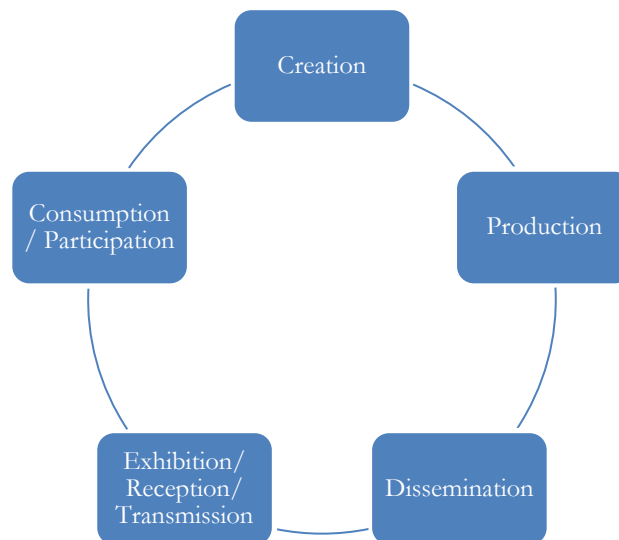 Creation
Production
Dissemination
Exhibition/
Reception/
Transmission
Consumption
/ Participation